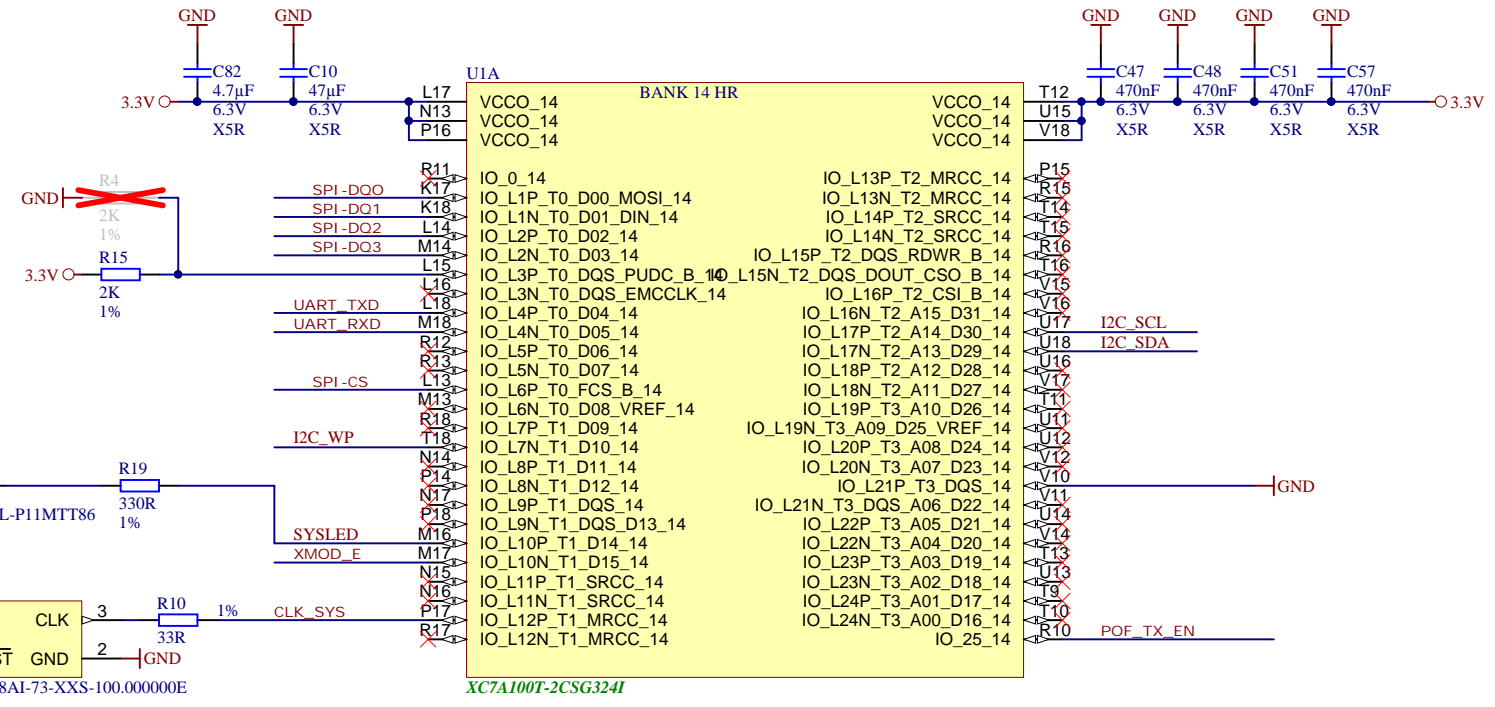 GND GND GND GND GND GND
C82 C10 C47 C48 C51 C57
4.7µF 47µF 470nF 470nF 470nF 470nF
3.3V 6.3V 6.3V 6.3V 6.3V 6.3V 6.3V 3.3V
X5R X5R X5R X5R X5R X5R
U1A
BANK 14 HR
L17 VCCO_14 VCCO_14 T12
N13 VCCO_14 VCCO_14 U15
P16 VCCO_14 VCCO_14 V18
R11 IO_0_14 IO_L13P_T2_MRCC_14 P15
SPI-DQ0 K17 IO_L1P_T0_D00_MOSI_14 IO_L13N_T2_MRCC_14 R15
SPI-DQ1 K18 IO_L1N_T0_D01_DIN_14 IO_L14P_T2_SRCC_14 T14
SPI-DQ2 L14 IO_L2P_T0_D02_14 IO_L14N_T2_SRCC_14 T15
SPI-DQ3 M14 IO_L2N_T0_D03_14 IO_L15P_T2_DQS_RDWR_B_14 R16
L15 IO_L3P_T0_DQS_PUDC_B_14 IO_L15N_T2_DQS_DOUT_CSO_B_14 T16
L16 IO_L3N_T0_DQS_EMCCLK_14 IO_L16P_T2_CSI_B_14 V15
UART_TXD L18 IO_L4P_T0_D04_14 IO_L16N_T2_A15_D31_14 V16
UART_RXD M18 IO_L4N_T0_D05_14 IO_L17P_T2_A14_D30_14 U17 I2C_SCL
R12 IO_L5P_T0_D06_14 IO_L17N_T2_A13_D29_14 U18 I2C_SDA
R13 IO_L5N_T0_D07_14 IO_L18P_T2_A12_D28_14 U16
SPI-CS L13 IO_L6P_T0_FCS_B_14 IO_L18N_T2_A11_D27_14 V17
M13 IO_L6N_T0_D08_VREF_14 IO_L19P_T3_A10_D26_14 T11
R18 IO_L7P_T1_D09_14 IO_L19N_T3_A09_D25_VREF_14 U11
I2C_WP T18 IO_L7N_T1_D10_14 IO_L20P_T3_A08_D24_14 U12
N14 IO_L8P_T1_D11_14 IO_L20N_T3_A07_D23_14 V12
P14 IO_L8N_T1_D12_14 IO_L21P_T3_DQS_14 V10 GND
N17 IO_L9P_T1_DQS_14 IO_L21N_T3_DQS_A06_D22_14 V11
P18 IO_L9N_T1_DQS_D13_14 IO_L22P_T3_A05_D21_14 U14
SYSLED M16 IO_L10P_T1_D14_14 IO_L22N_T3_A04_D20_14 V14
XMOD_E M17 IO_L10N_T1_D15_14 IO_L23P_T3_A03_D19_14 T13
N15 IO_L11P_T1_SRCC_14 IO_L23N_T3_A02_D18_14 U13
N16 IO_L11N_T1_SRCC_14 IO_L24P_T3_A01_D17_14 T9
CLK_SYS P17 IO_L12P_T1_MRCC_14 IO_L24N_T3_A00_D16_14 T10
R17 IO_L12N_T1_MRCC_14 IO_25_14 R10 POF_TX_EN
XC7A100T-2CSG324I
R4
GND
2K
1%
R15
3.3V
2K
1%
R19
330R
1%
L-P11MTT86
R10
1%
33R
CLK 3
ST GND 2 GND
8AI-73-XXS-100.000000E